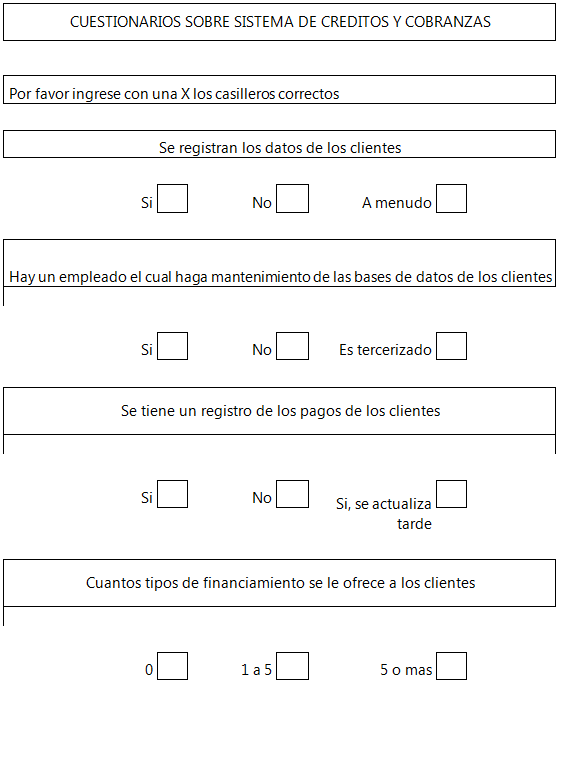 CUESTIONARIOS SOBRE SISTEMA DE CREDITOS Y COBRANZAS
Por favor ingrese con una X los casilleros correctos
Se registran los datos de los clientes
Si No A menudo
Hay un empleado el cual haga mantenimiento de las bases de datos de los clientes
Si No Es tercerizado
Se tiene un registro de los pagos de los clientes
Si No Si, se actualiza
tarde
Cuantos tipos de financiamiento se le ofrece a los clientes
0 1 a 5 5 o mas